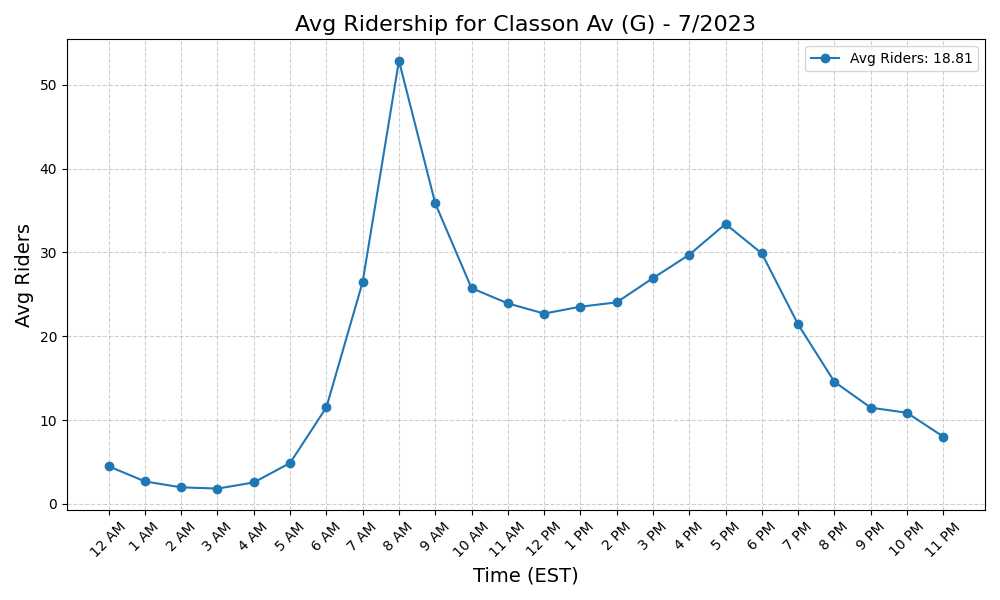 Avg Ridership for Classon Av (G) - 7/2023
Avg Riders: 18.81
Avg Riders
50
40
30
20
10
0
12 AM 1 AM 2 AM 3 AM 4 AM 5 AM 6 AM 7 AM 8 AM 9 AM 10 AM 11 AM 12 PM 1 PM 2 PM 3 PM 4 PM 5 PM 6 PM 7 PM 8 PM 9 PM 10 PM 11 PM
Time (EST)